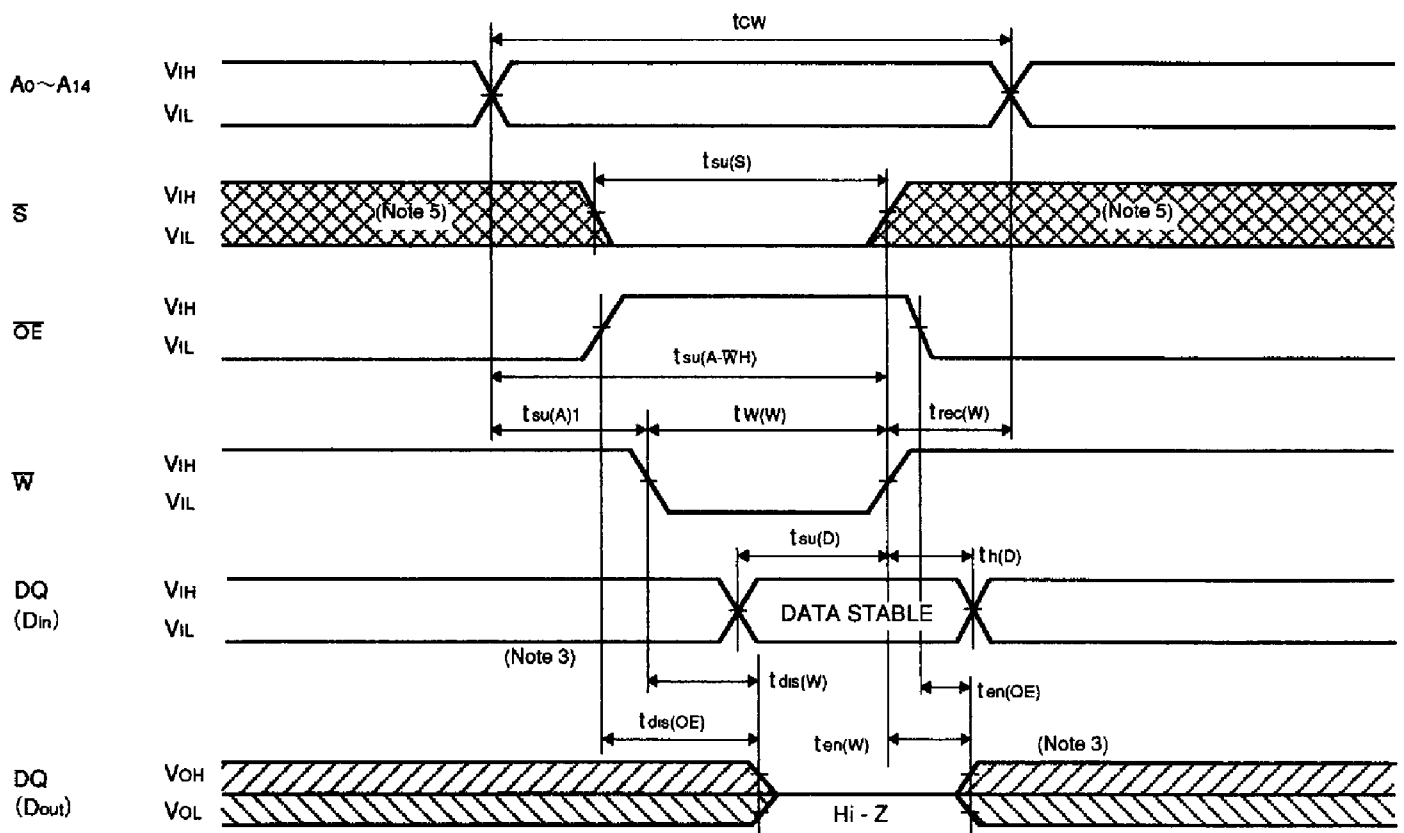 tCW
A0~A14
VIH
VIL
tsu(S)
S̅
VIH
VIL
(Note 5)
(Note 5)
O̅E̅
VIH
VIL
tsu(A-W̅H)
tsu(A)1
tW(W)
trec(W)
W̅
VIH
VIL
tsu(D)
th(D)
DQ
(Din)
VIH
VIL
DATA STABLE
(Note 3)
tdis(W)
ten(OE)
tdis(OE)
ten(W)
(Note 3)
DQ
(Dout)
VOH
VOL
Hi - Z